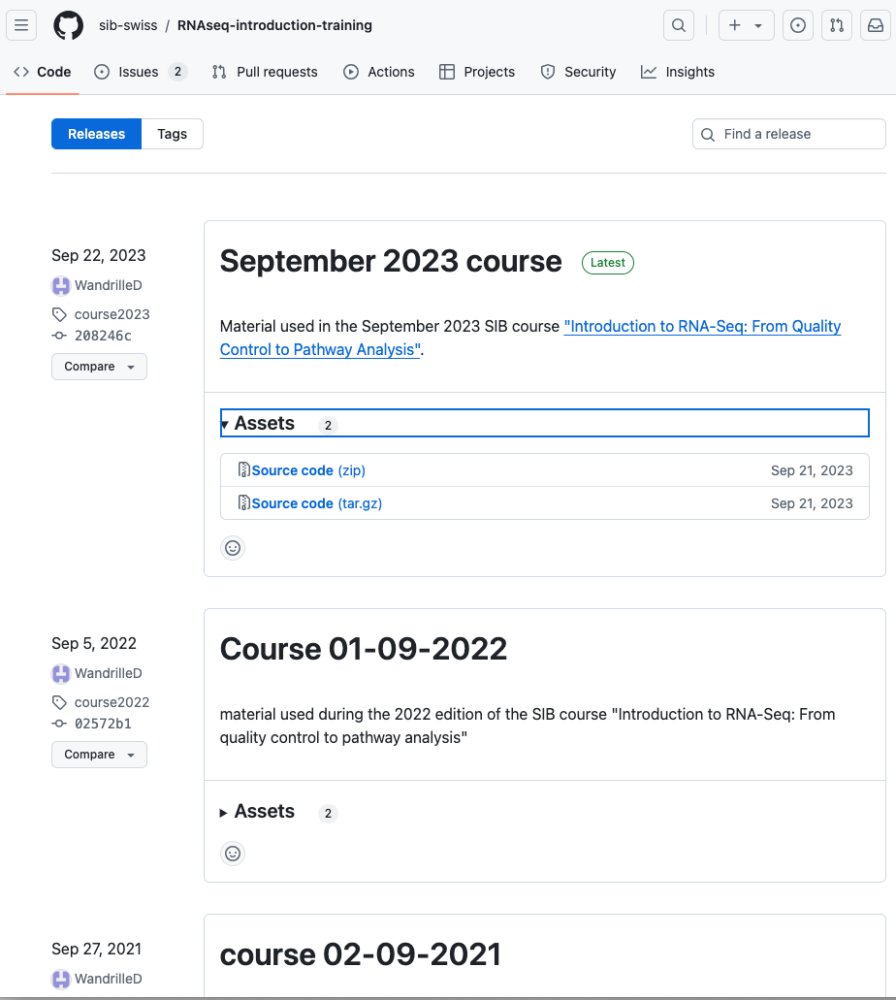 sib-swiss / RNAseq-introduction-training
Code Issues 2 Pull requests Actions Projects Security Insights
Releases Tags Find a release
Sep 22, 2023
WandrilleD
course2023
208246c
Compare
September 2023 course Latest
Material used in the September 2023 SIB course "Introduction to RNA-Seq: From Quality
Control to Pathway Analysis".
Assets 2
Source code (zip) Sep 21, 2023
Source code (tar.gz) Sep 21, 2023
Sep 5, 2022
WandrilleD
course2022
02572b1
Compare
Course 01-09-2022
material used during the 2022 edition of the SIB course "Introduction to RNA-Seq: From
quality control to pathway analysis"
Assets 2
Sep 27, 2021
WandrilleD
course 02-09-2021